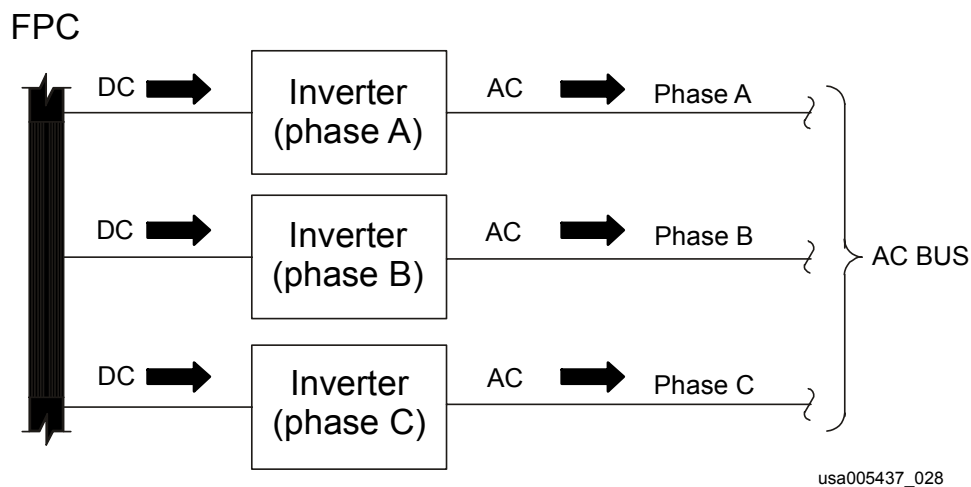 FPC
DC
Inverter
(phase A)
AC
Phase A
DC
Inverter
(phase B)
AC
Phase B
AC BUS
DC
Inverter
(phase C)
AC
Phase C
usa005437_028